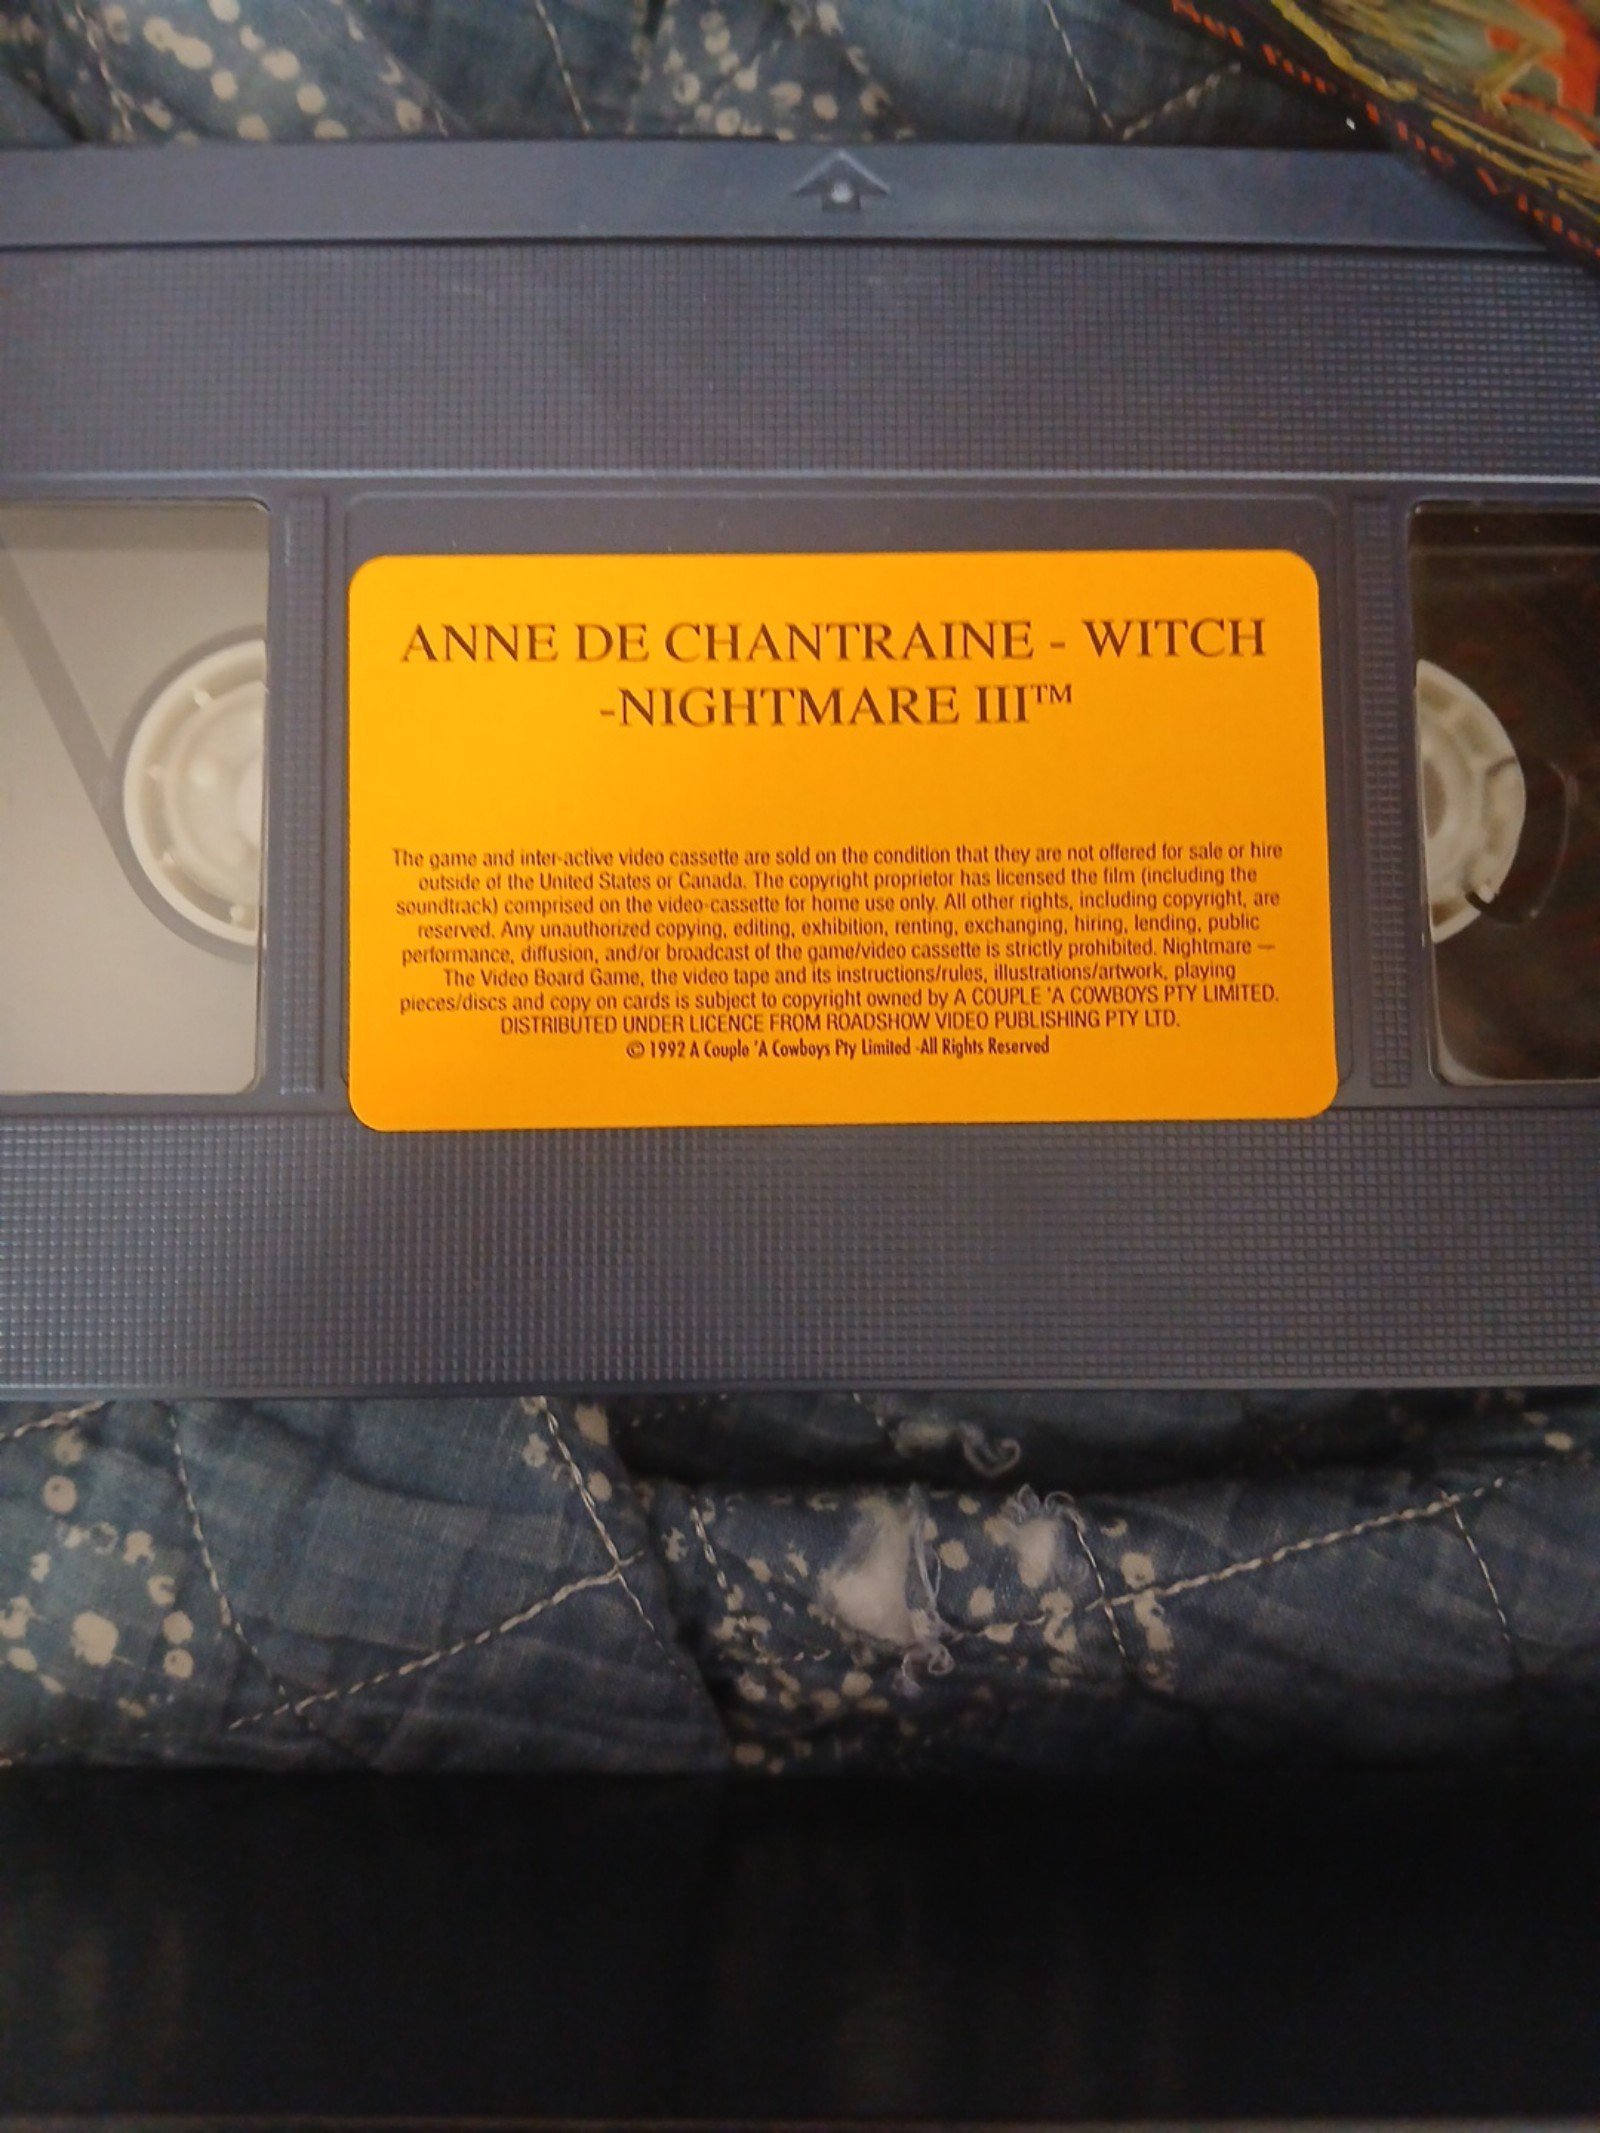 Not for the Vide
ANNE DE CHANTRAINE - WITCH
-NIGHTMARE III™
The game and inter-active video cassette are sold on the condition that they are not offered for sale or hire
outside of the United States or Canada. The copyright proprietor has licensed the film (including the
soundtrack) comprised on the video-cassette for home use only. All other rights, including copyright, are
reserved. Any unauthorized copying, editing, exhibition, renting, exchanging, hiring, lending, public
performance, diffusion, and/or broadcast of the game/video cassette is strictly prohibited. Nightmare —
The Video Board Game, the video tape and its instructions/rules, illustrations/artwork, playing
pieces/discs and copy on cards is subject to copyright owned by A COUPLE 'A COWBOYS PTY LIMITED.
DISTRIBUTED UNDER LICENCE FROM ROADSHOW VIDEO PUBLISHING PTY LTD.
© 1992 A Couple 'A Cowboys Pty Limited -All Rights Reserved